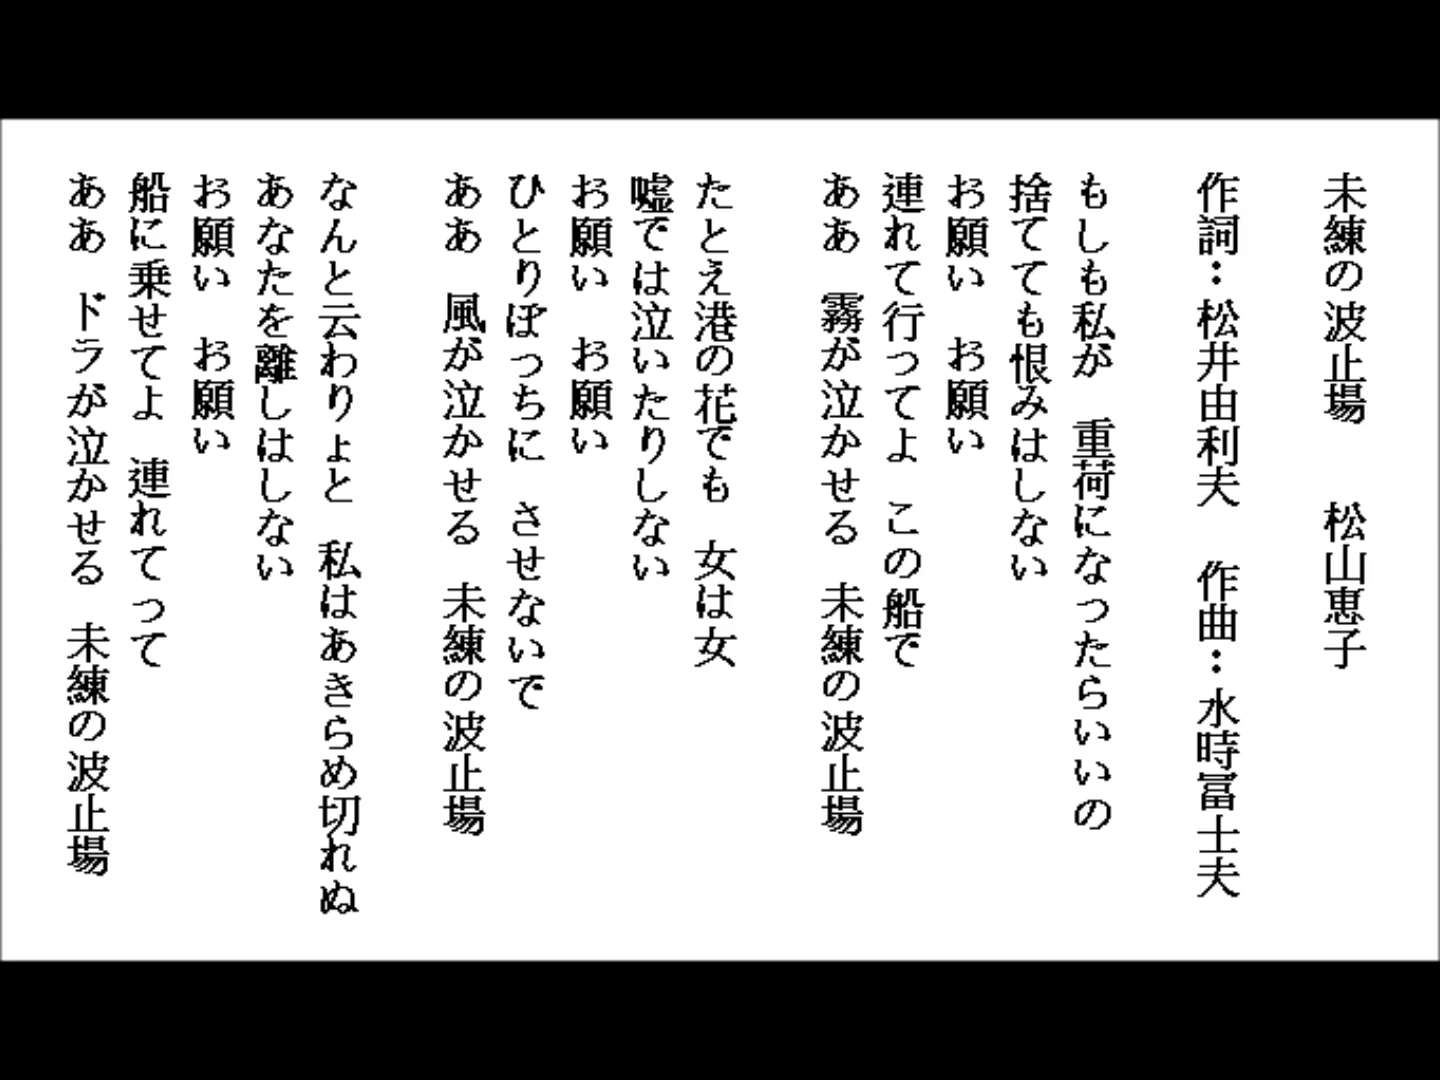 未練の波止場　松山恵子
作詞：松井由利夫　作曲：水時冨士夫
もしも私が　重荷になったらいいの
捨てても恨みはしない
お願い　お願い
連れて行ってよ　この船で
ああ　霧が泣かせる　未練の波止場
たとえ港の花でも　女は女
嘘では泣いたりしない
お願い　お願い
ひとりぼっちに　させないで
ああ　風が泣かせる　未練の波止場
なんと云わりょと　私はあきらめ切れぬ
あなたを離しはしない
お願い　お願い
船に乗せてよ　連れてって
ああ　ドラが泣かせる　未練の波止場